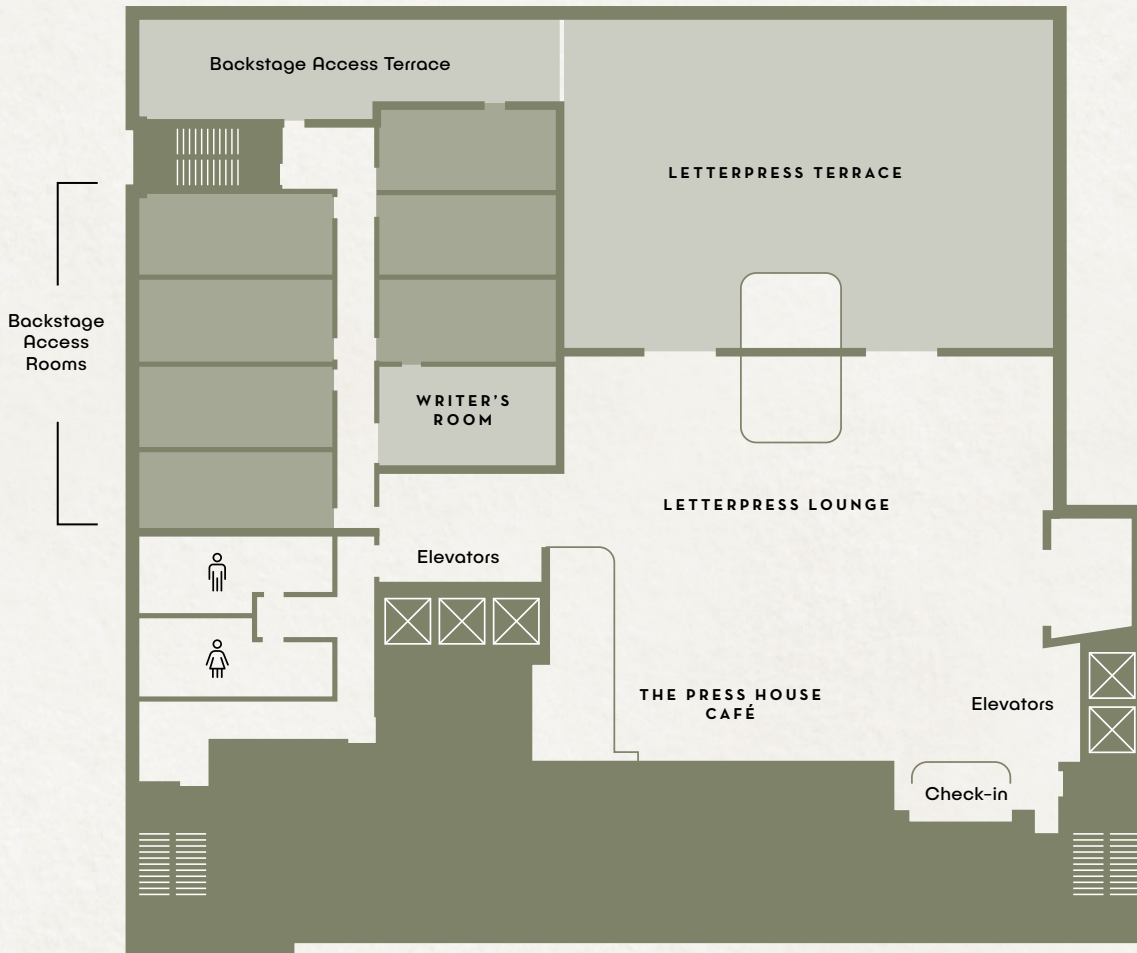 Backstage Access Terrace
LETTERPRESS TERRACE
Backstage
Access
Rooms
WRITER'S
ROOM
LETTERPRESS LOUNGE
Elevators
THE PRESS HOUSE
CAFÉ
Elevators
Check-in